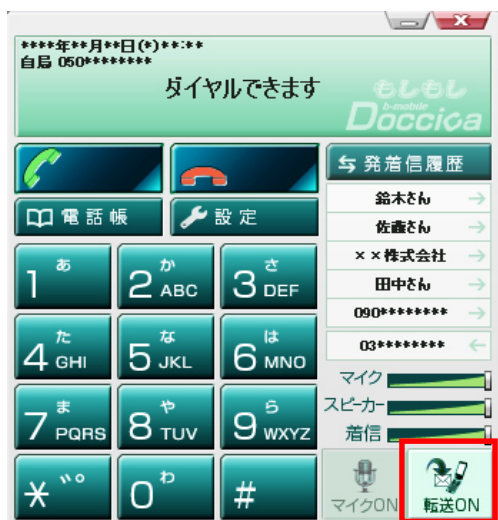 ****年**月**日(*)**:**
自局 050********
ダイヤルできます
もしもし
b-mobile
Doccica
発着信履歴
電話帳
設定
鈴木さん
佐藤さん
××株式会社
田中さん
090********
03********
1 あ
2 か ABC
3 さ DEF
4 た GHI
5 な JKL
6 は MNO
7 ま PQRS
8 や TUV
9 ら WXYZ
* ゛゜
0 わ
#
マイク
スピーカー
着信
マイクON
転送ON